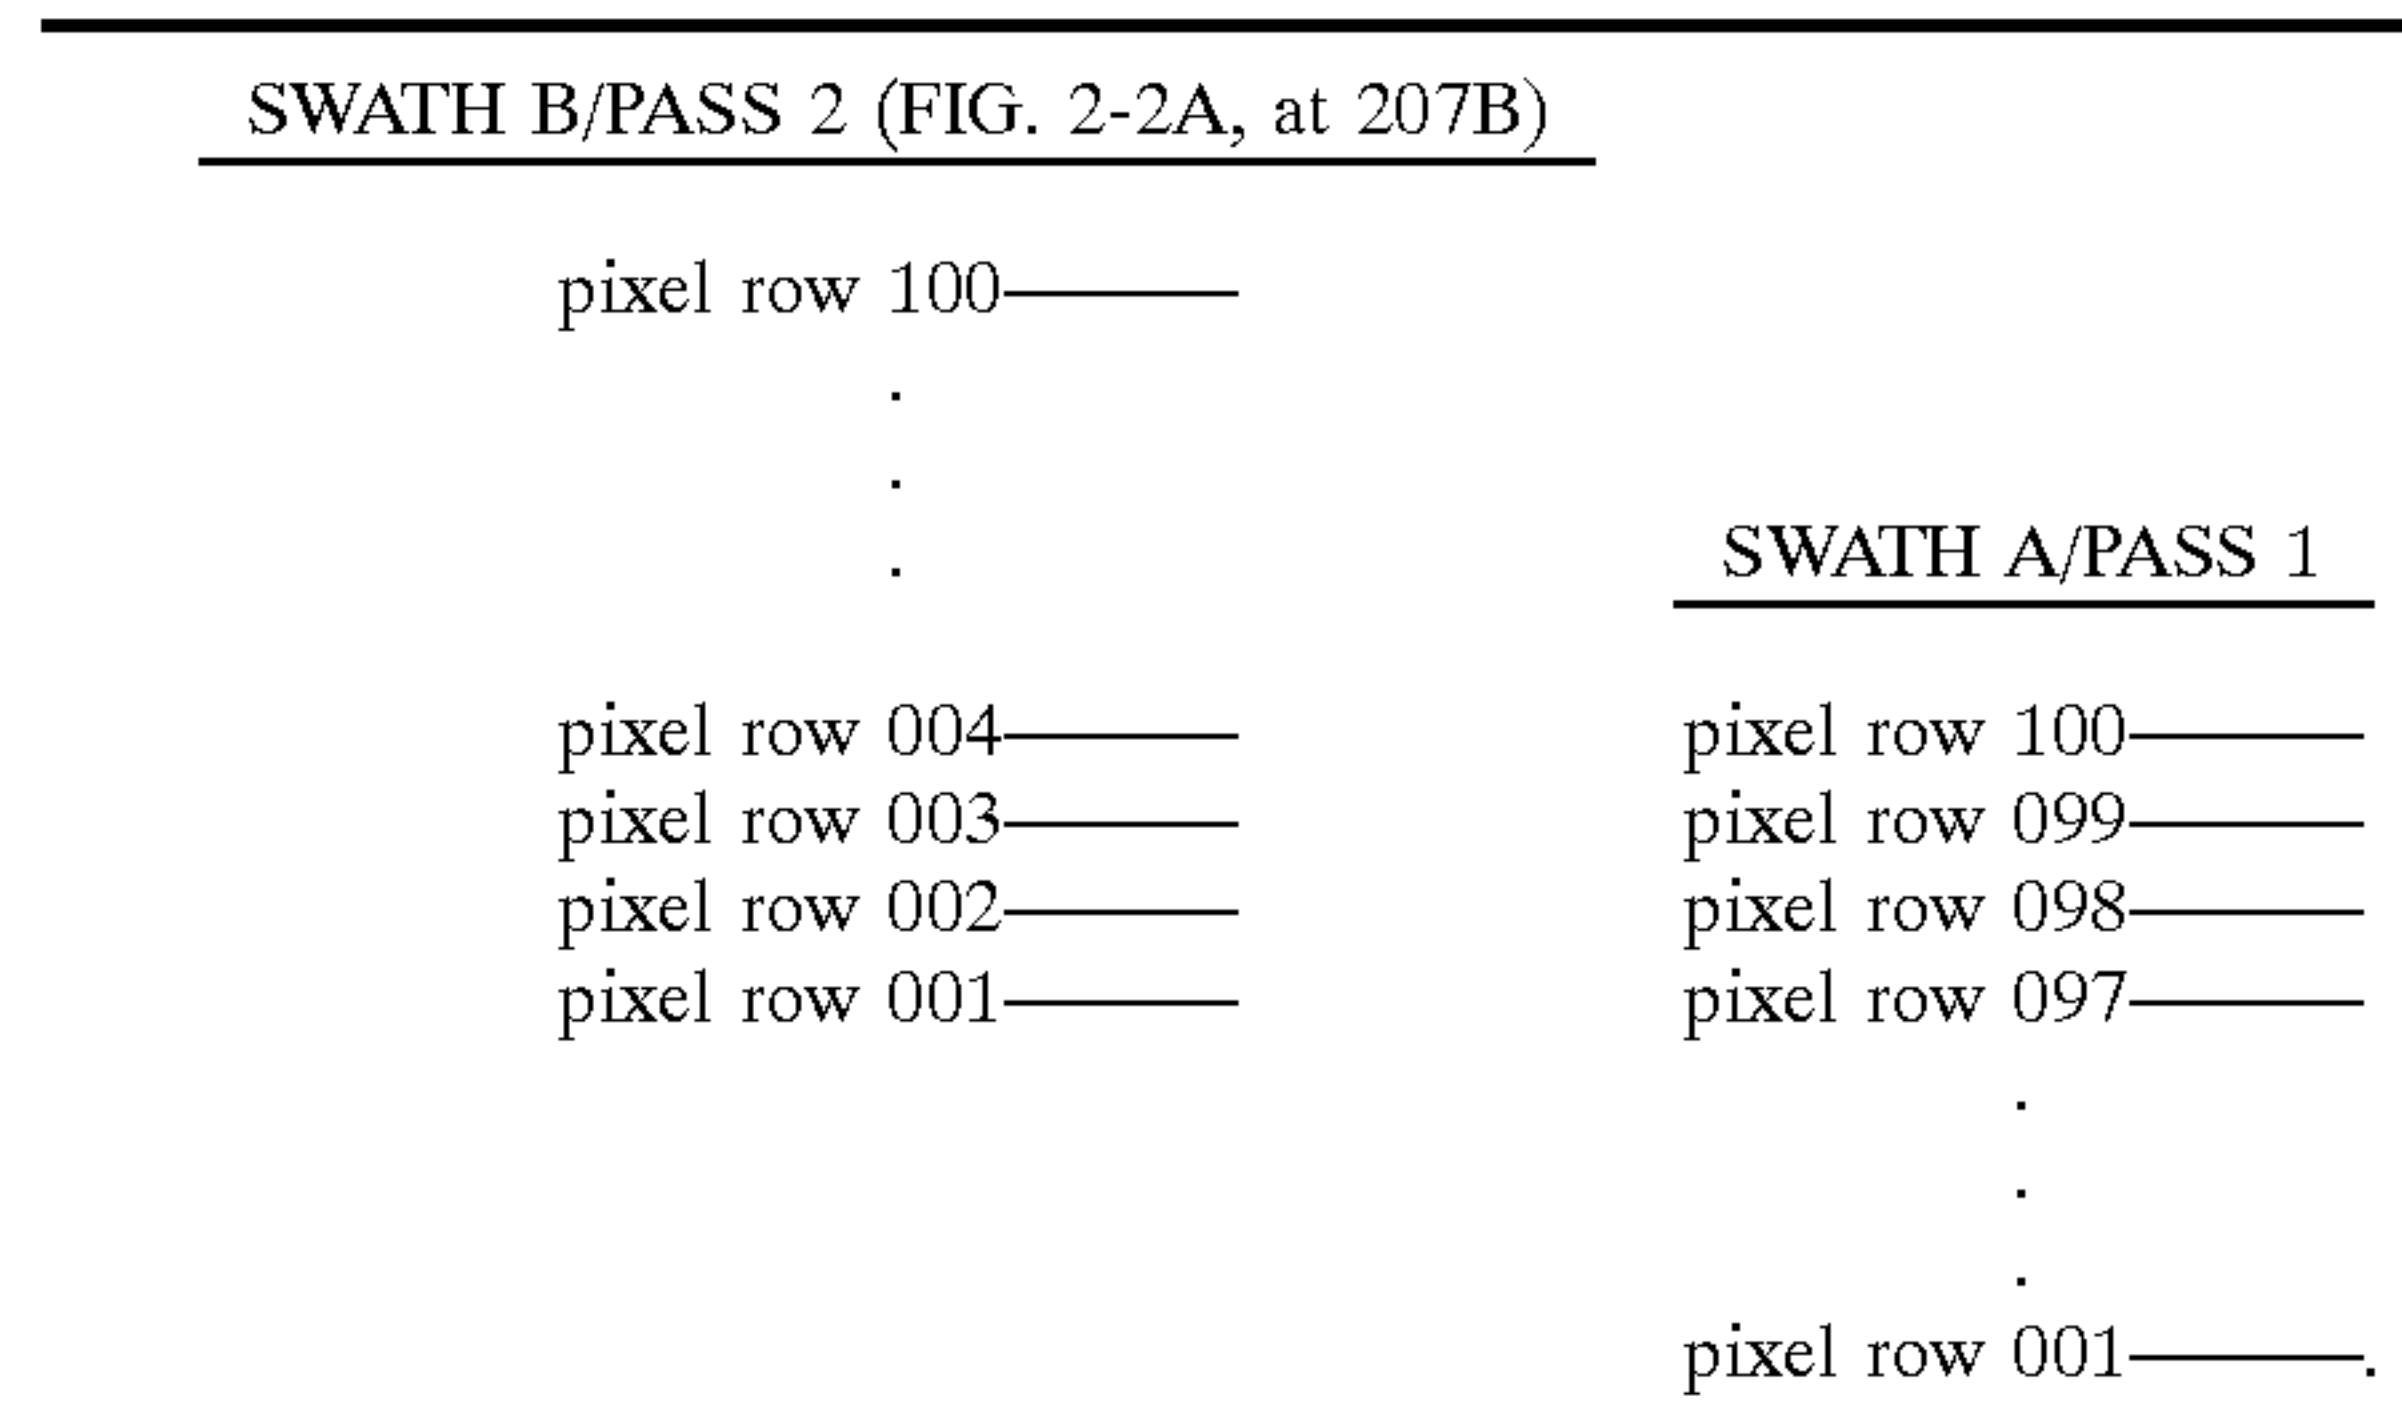 SWATH B/PASS 2 (FIG. 2-2A, at 207B)
pixel row 100———
.
.
.
SWATH A/PASS 1
pixel row 004——— pixel row 100———
pixel row 003——— pixel row 099———
pixel row 002——— pixel row 098———
pixel row 001——— pixel row 097———
.
.
.
pixel row 001———.